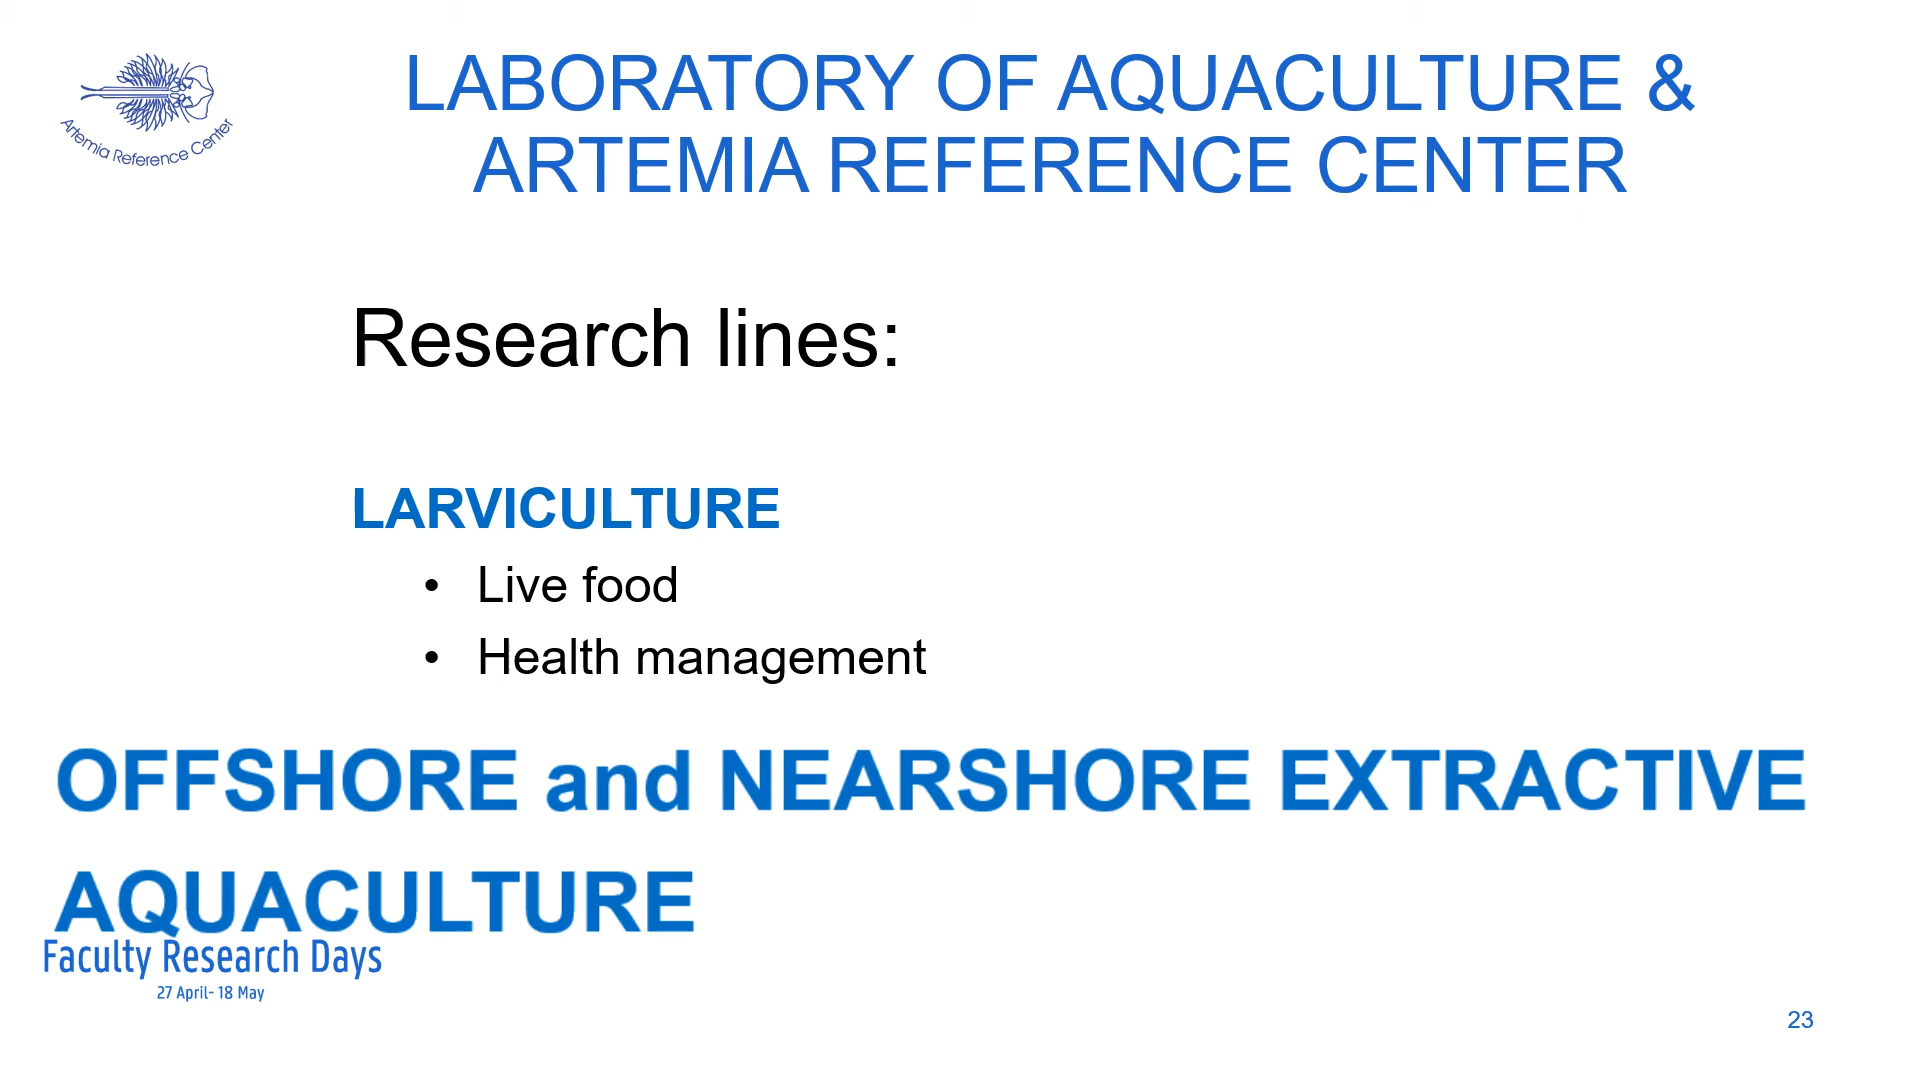 Artemia Reference Center
LABORATORY OF AQUACULTURE &
ARTEMIA REFERENCE CENTER
Research lines:
LARVICULTURE
• Live food
• Health management
OFFSHORE and NEARSHORE EXTRACTIVE
AQUACULTURE
Faculty Research Days
27 April- 18 May
23